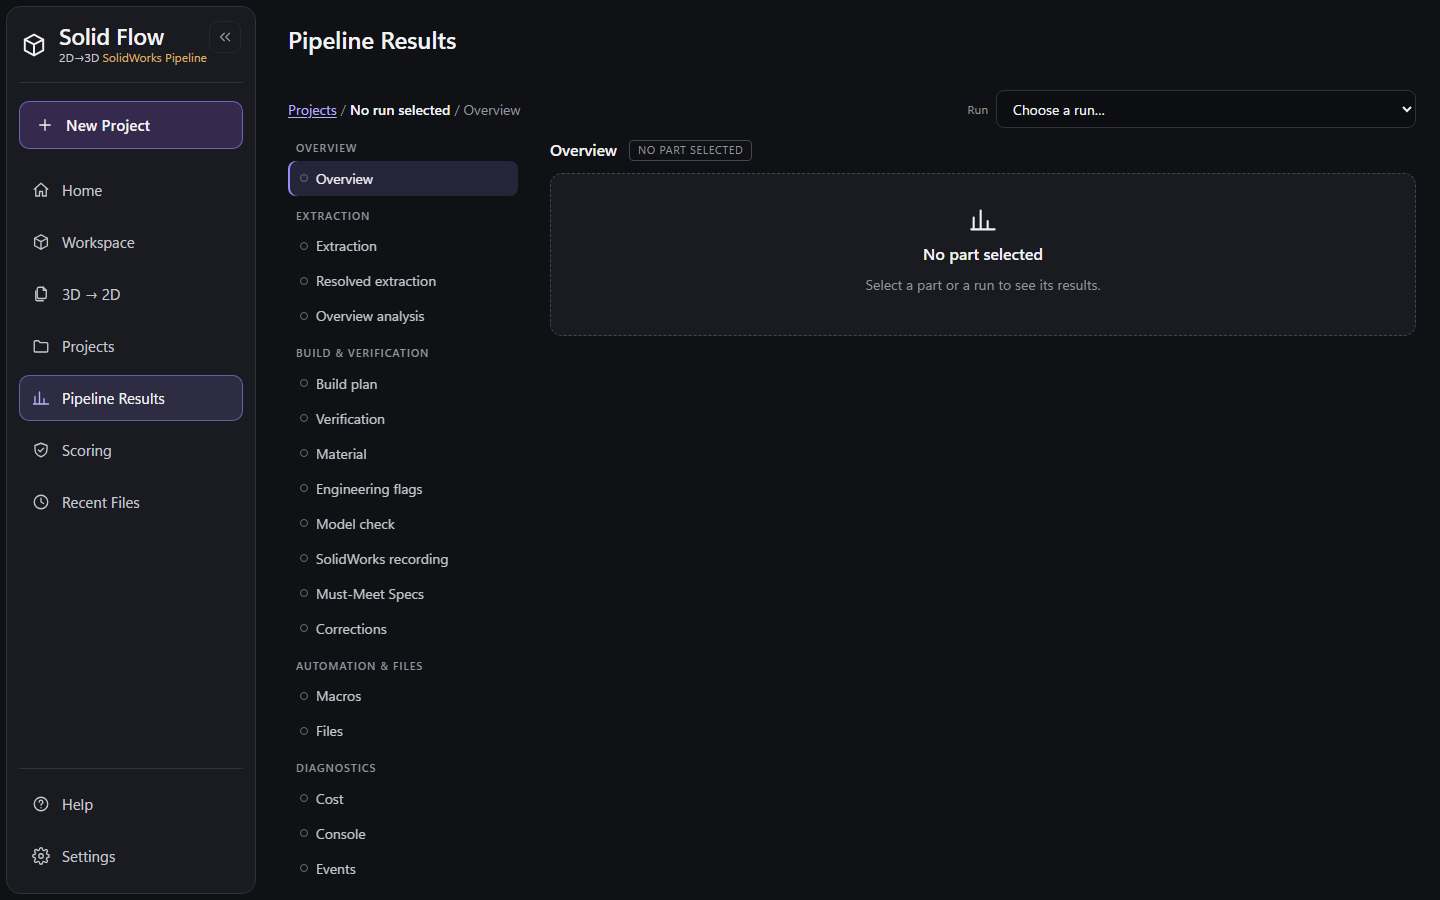 Solid Flow
2D→3D SolidWorks Pipeline
New Project
Home
Workspace
3D → 2D
Projects
Pipeline Results
Scoring
Recent Files
Help
Settings
Pipeline Results
Projects / No run selected / Overview
Run Choose a run...
OVERVIEW
Overview
EXTRACTION
Extraction
Resolved extraction
Overview analysis
BUILD & VERIFICATION
Build plan
Verification
Material
Engineering flags
Model check
SolidWorks recording
Must-Meet Specs
Corrections
AUTOMATION & FILES
Macros
Files
DIAGNOSTICS
Cost
Console
Events
Overview NO PART SELECTED
No part selected
Select a part or a run to see its results.